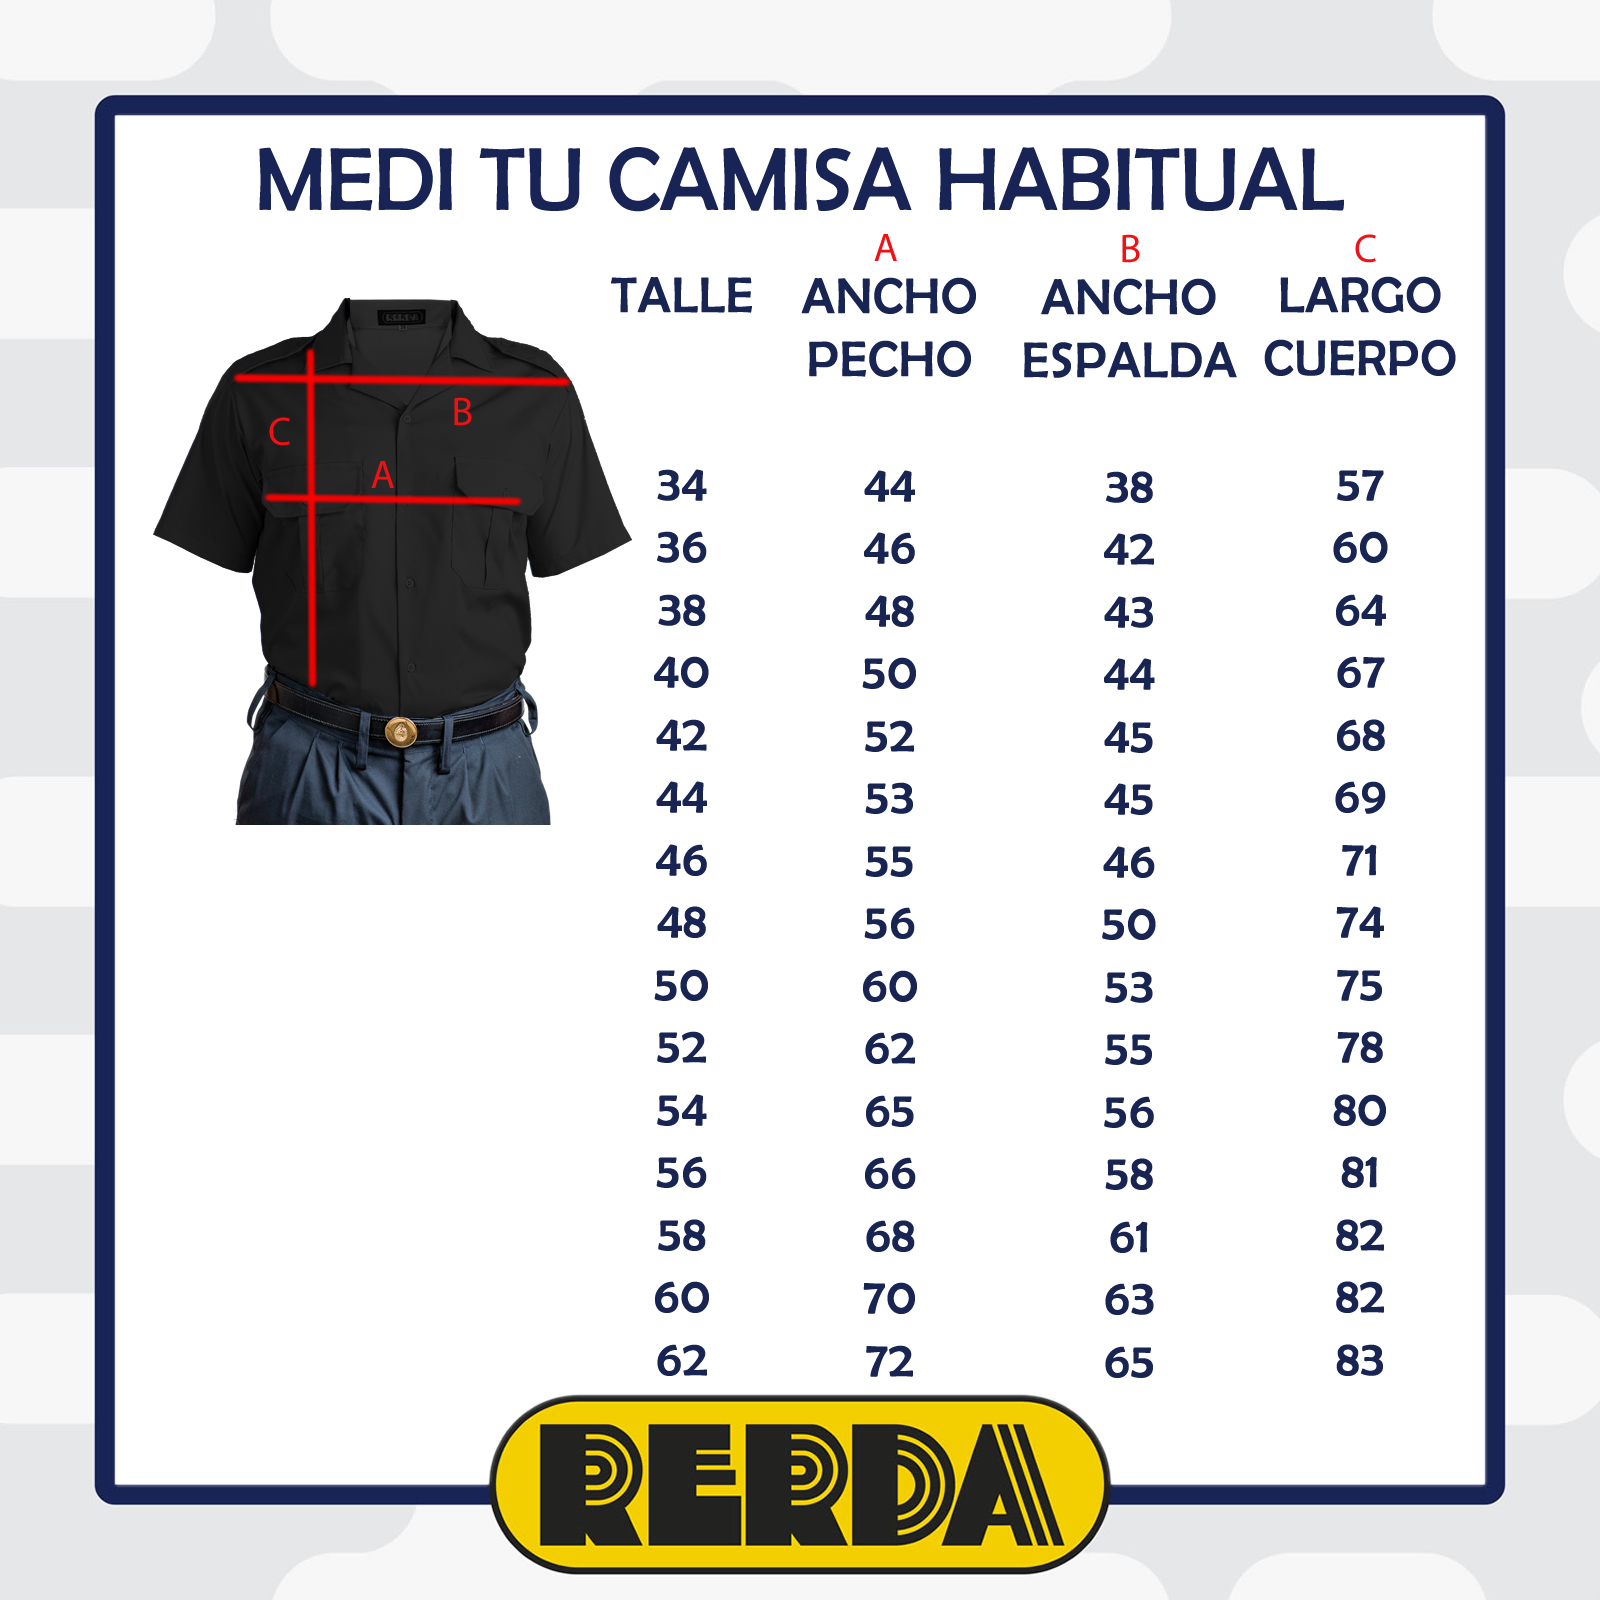 MEDI TU CAMISA HABITUAL
A B C
TALLE ANCHO ANCHO LARGO
PECHO ESPALDA CUERPO
RERDA
B
C
A
34 44 38 57
36 46 42 60
38 48 43 64
40 50 44 67
42 52 45 68
44 53 45 69
46 55 46 71
48 56 50 74
50 60 53 75
52 62 55 78
54 65 56 80
56 66 58 81
58 68 61 82
60 70 63 82
62 72 65 83
RERDA